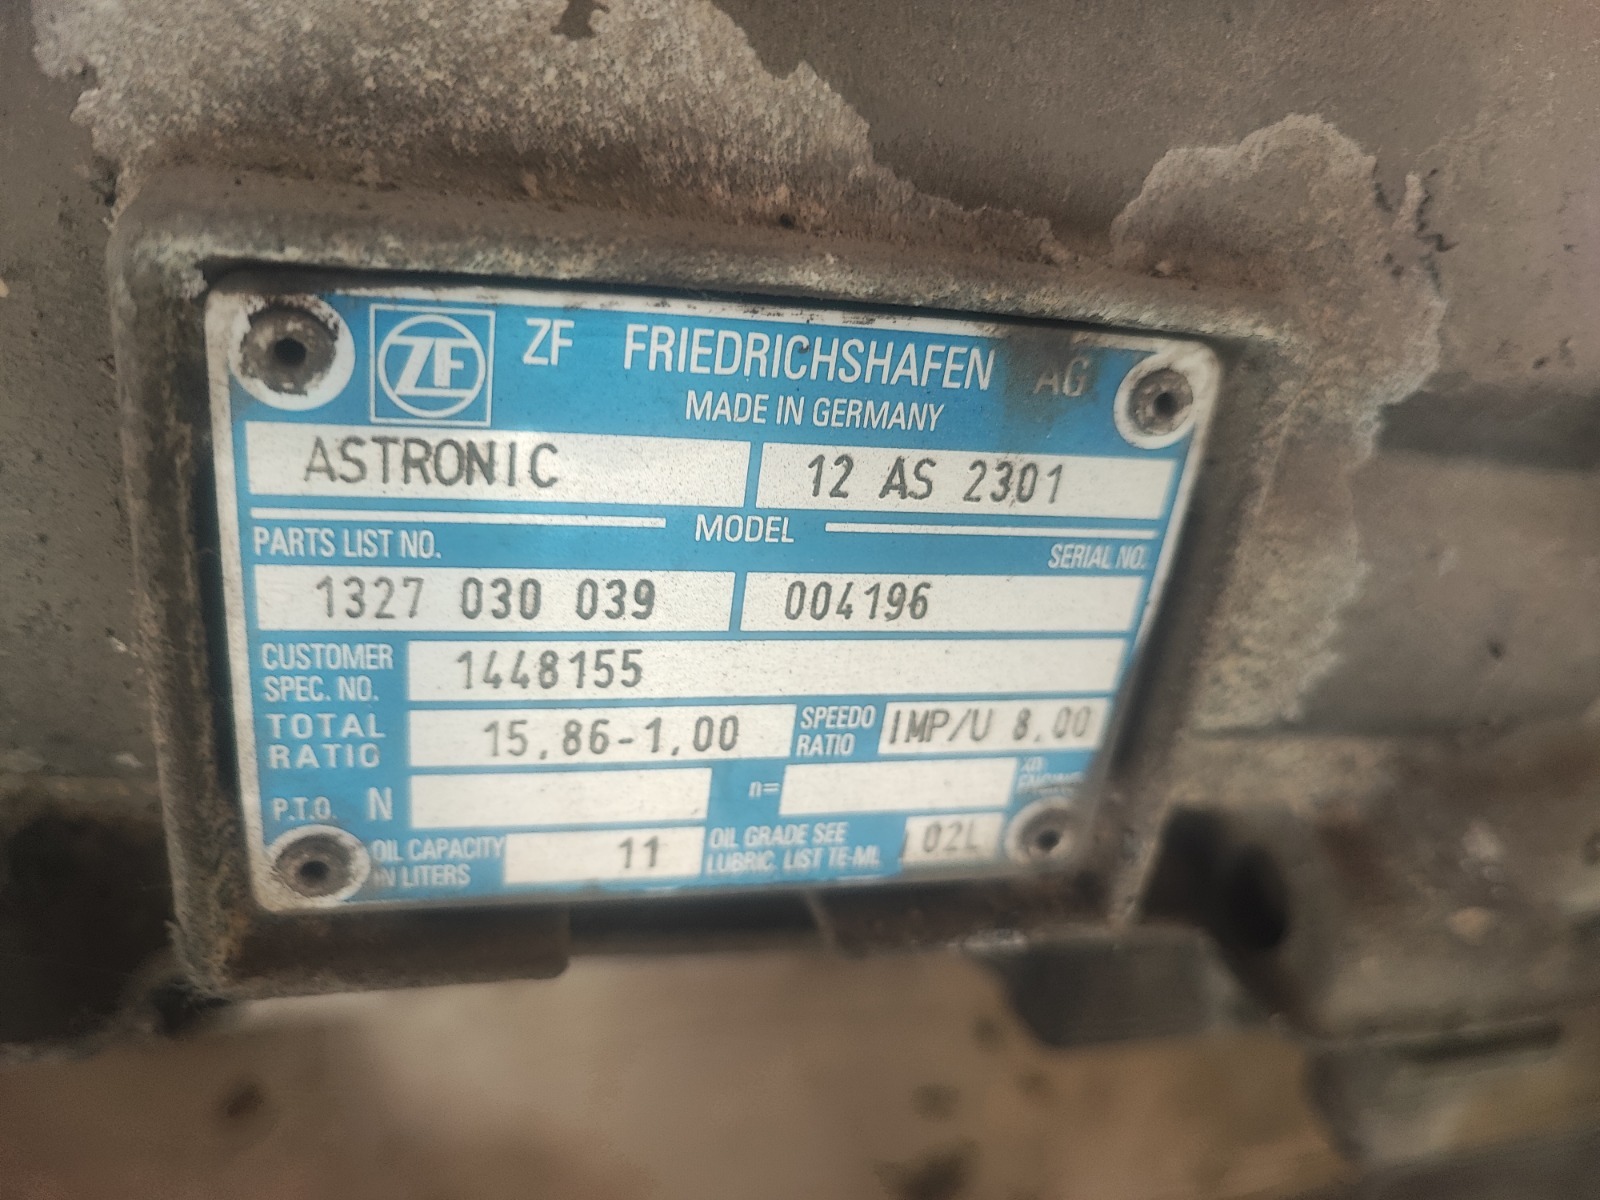 ZF ZF FRIEDRICHSHAFEN AG
MADE IN GERMANY
ASTRONIC 12 AS 2301
MODEL
PARTS LIST NO. SERIAL NO.
1327 030 039 004196
CUSTOMER SPEC. NO. 1448155
TOTAL RATIO 15,86-1,00 SPEEDO RATIO IMP/U 8,00
P.T.O. N n= ENGINE
OIL CAPACITY IN LITERS 11 OIL GRADE SEE LUBRIC. LIST TE-ML 02L